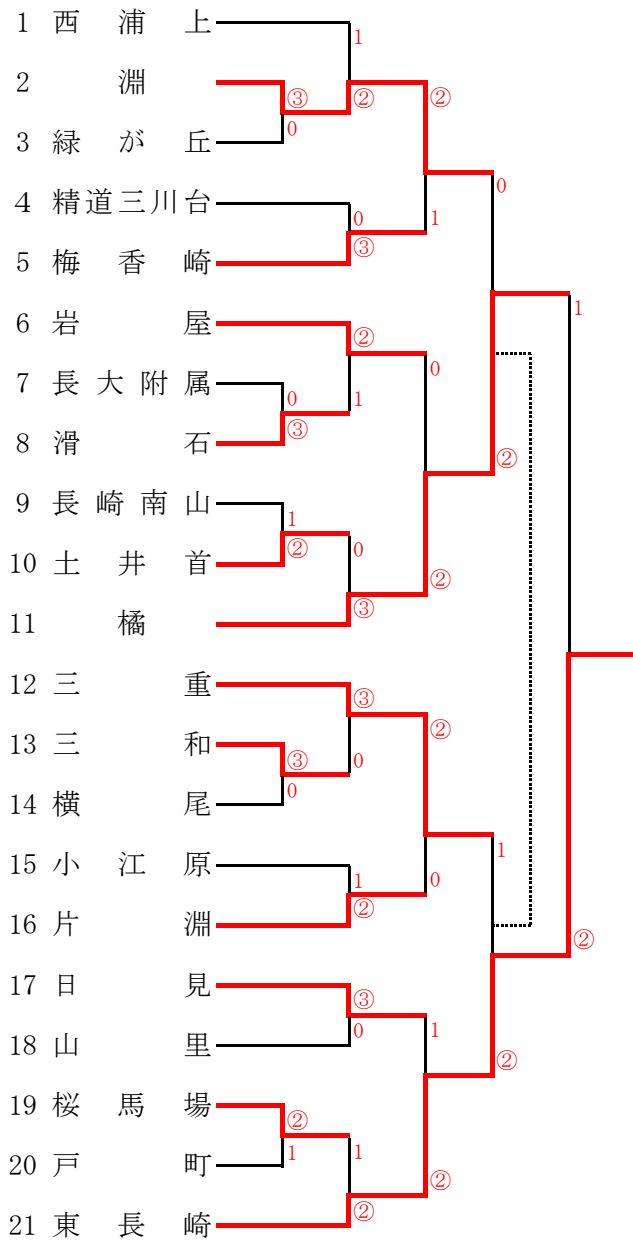 1 西浦上
1
2 淵
③ ② ②
0
3 緑が丘
0
4 精道三川台
0 1
5 梅香崎
③
1
6 岩屋
② 0
7 長大附属
0 1
8 滑石
③
②
9 長崎南山
1
10 土井首
② 0
②
11 橘
③
12 三重
③
②
13 三和
③ 0
14 横尾
0
1
15 小江原
1 0
16 片淵
②
②
17 日見
③
18 山里
0 1
②
19 桜馬場
②
20 戸町
1 1
②
21 東長崎
②